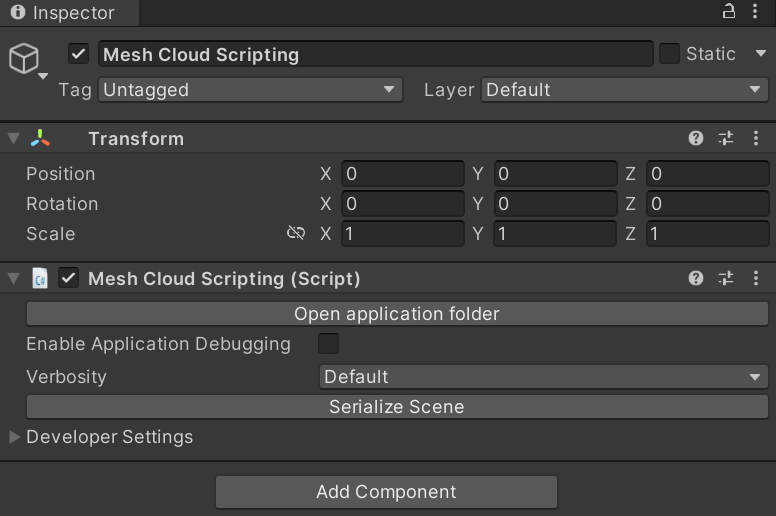 Inspector
Mesh Cloud Scripting Static
Tag Untagged Layer Default
Transform
Position X 0 Y 0 Z 0
Rotation X 0 Y 0 Z 0
Scale X 1 Y 1 Z 1
C# Mesh Cloud Scripting (Script)
Open application folder
Enable Application Debugging
Verbosity Default
Serialize Scene
Developer Settings
Add Component